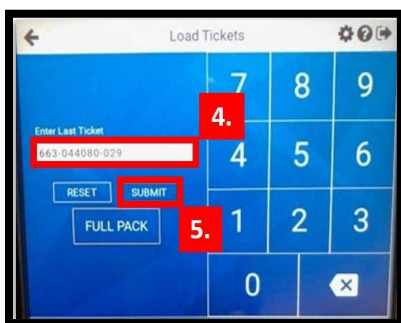 Load Tickets
7 8 9
4.
Enter Last Ticket
663-044080-029
4 5 6
RESET SUBMIT
FULL PACK
5.
1 2 3
0